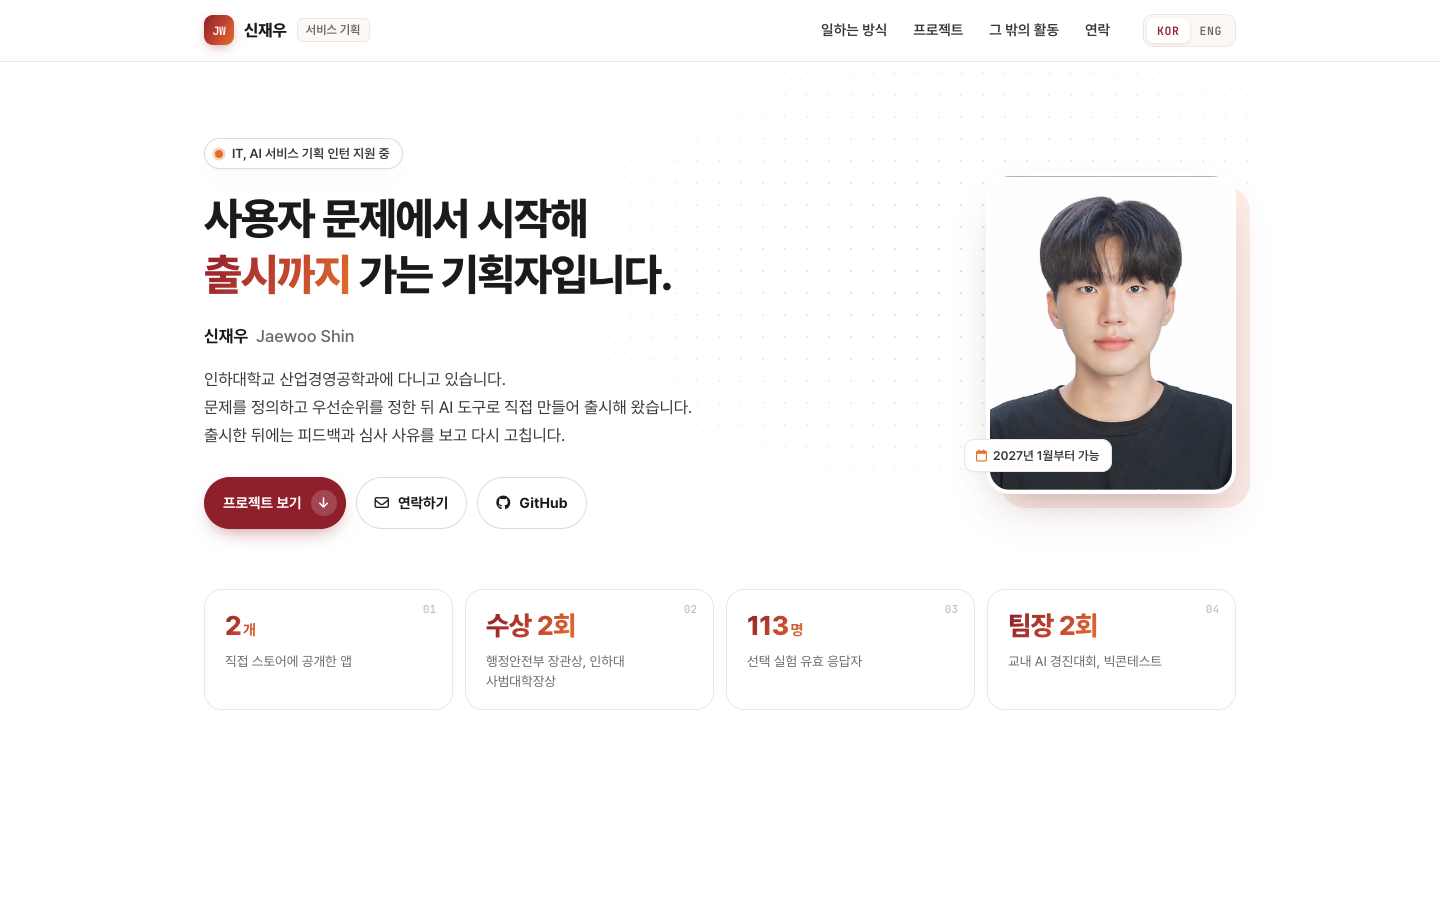 JW 신재우 서비스 기획 일하는 방식 프로젝트 그 밖의 활동 연락 KOR ENG
IT, AI 서비스 기획 인턴 지원 중
사용자 문제에서 시작해
출시까지 가는 기획자입니다.
신재우 Jaewoo Shin
인하대학교 산업경영공학과에 다니고 있습니다.
문제를 정의하고 우선순위를 정한 뒤 AI 도구로 직접 만들어 출시해 왔습니다.
출시한 뒤에는 피드백과 심사 사유를 보고 다시 고칩니다.
2027년 1월부터 가능
프로젝트 보기 연락하기 GitHub
01
2개
직접 스토어에 공개한 앱
02
수상 2회
행정안전부 장관상, 인하대
사범대학장상
03
113명
선택 실험 유효 응답자
04
팀장 2회
교내 AI 경진대회, 빅콘테스트